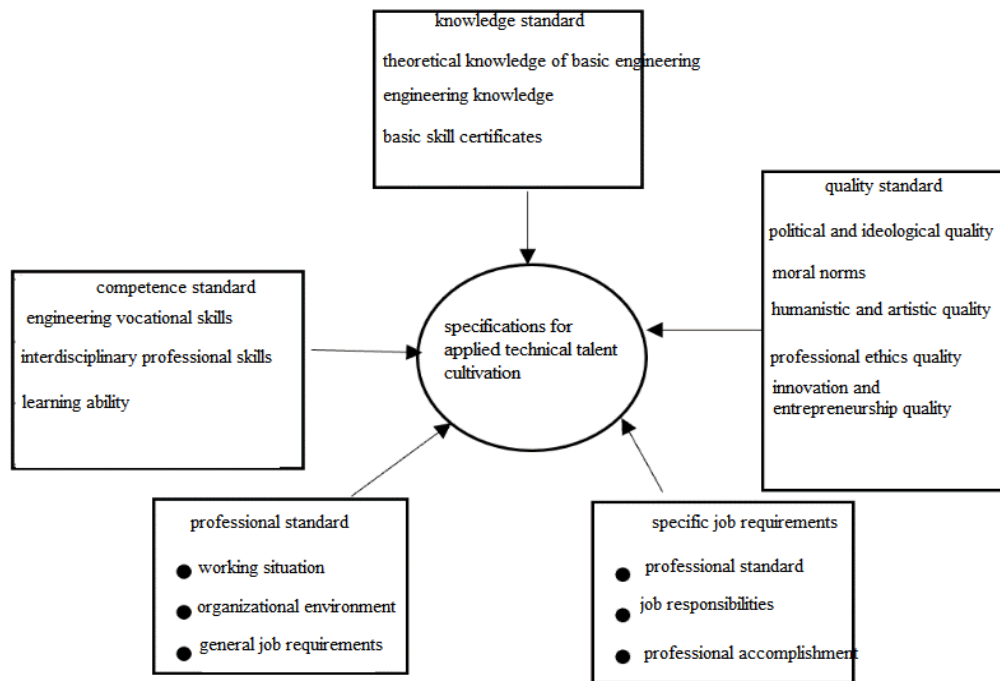 knowledge standard
theoretical knowledge of basic engineering
engineering knowledge
basic skill certificates
quality standard
political and ideological quality
moral norms
humanistic and artistic quality
professional ethics quality
innovation and
entrepreneurship quality
competence standard
engineering vocational skills
interdisciplinary professional skills
learning ability
specifications for
applied technical talent
cultivation
professional standard
working situation
organizational environment
general job requirements
specific job requirements
professional standard
job responsibilities
professional accomplishment